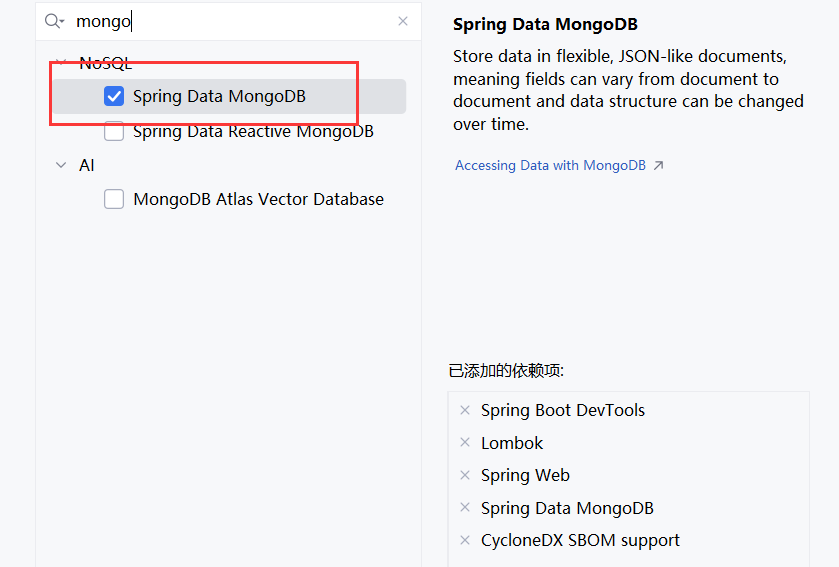 mongo
NoSQL
Spring Data MongoDB
Spring Data Reactive MongoDB
AI
MongoDB Atlas Vector Database
Spring Data MongoDB
Store data in flexible, JSON-like documents,
meaning fields can vary from document to
document and data structure can be changed
over time.
Accessing Data with MongoDB ↗
已添加的依赖项:
× Spring Boot DevTools
× Lombok
× Spring Web
× Spring Data MongoDB
× CycloneDX SBOM support